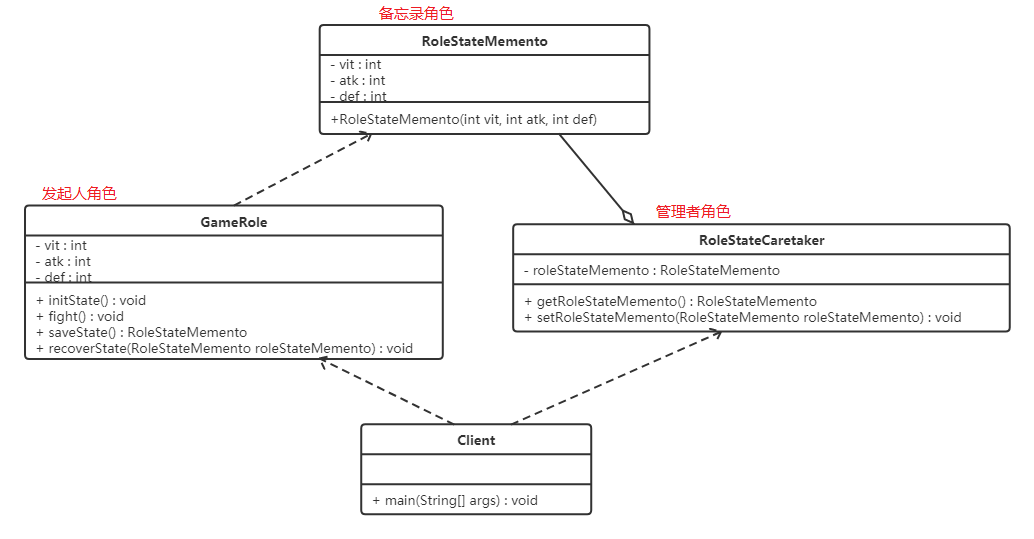 备忘录角色
RoleStateMemento
- vit : int
- atk : int
- def : int
+RoleStateMemento(int vit, int atk, int def)
发起人角色
GameRole
- vit : int
- atk : int
- def : int
+ initState() : void
+ fight() : void
+ saveState() : RoleStateMemento
+ recoverState(RoleStateMemento roleStateMemento) : void
管理者角色
RoleStateCaretaker
- roleStateMemento : RoleStateMemento
+ getRoleStateMemento() : RoleStateMemento
+ setRoleStateMemento(RoleStateMemento roleStateMemento) : void
Client
+ main(String[] args) : void